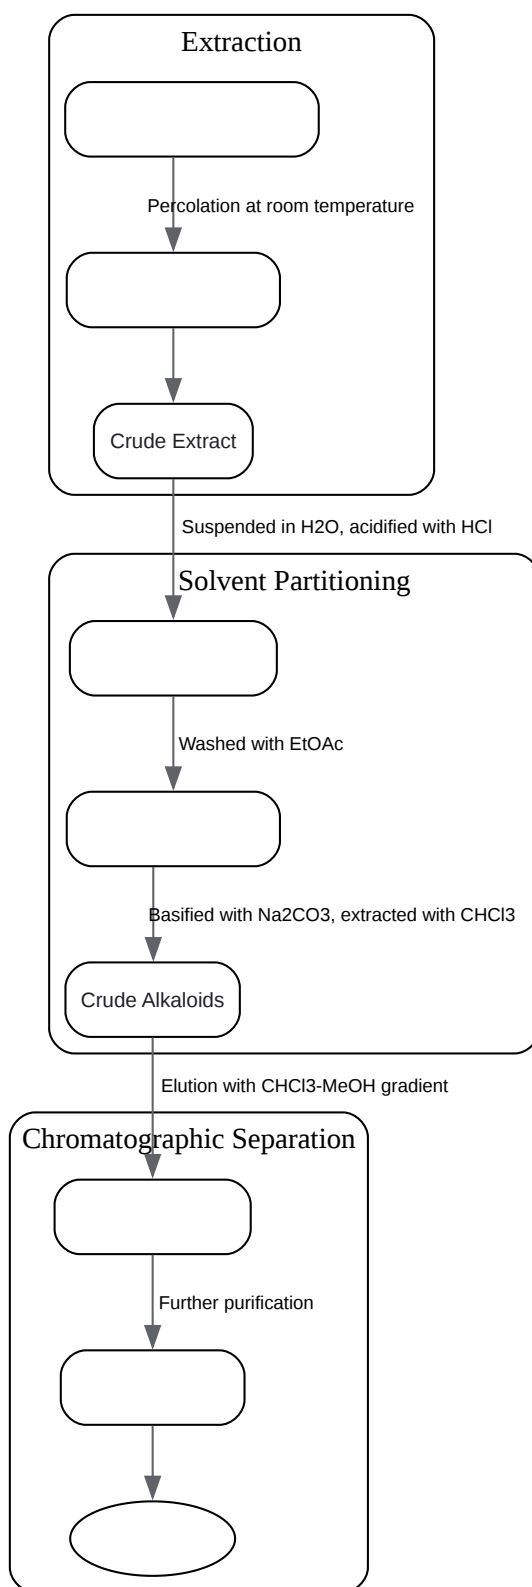 Extraction
Percolation at room temperature
Crude Extract
Suspended in H2O, acidified with HCl
Solvent Partitioning
Washed with EtOAc
Basified with Na2CO3, extracted with CHCl3
Crude Alkaloids
Elution with CHCl3-MeOH gradient
Chromatographic Separation
Further purification